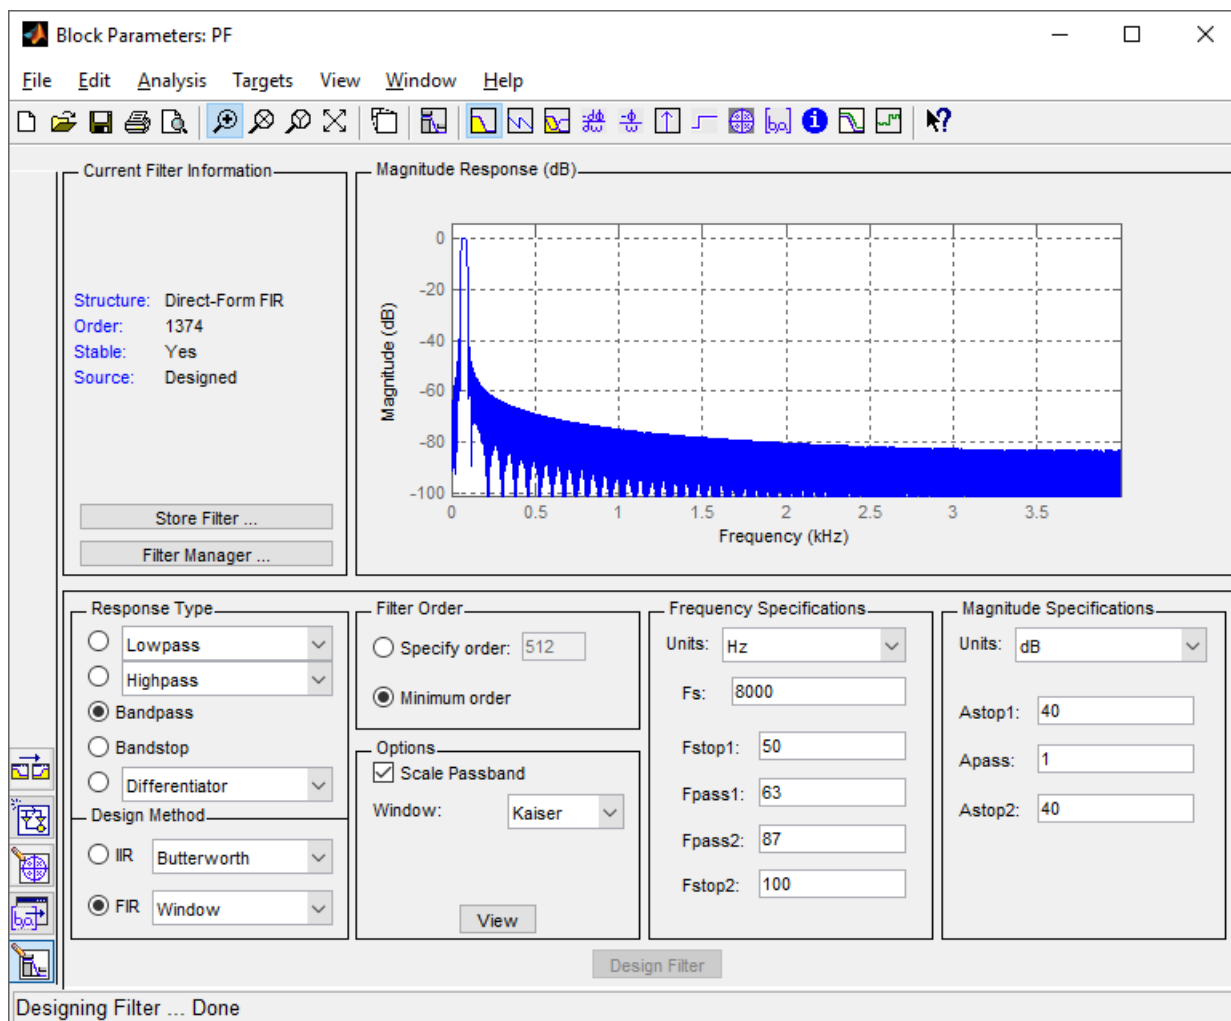 Block Parameters: PF
File Edit Analysis Targets View Window Help
Current Filter Information
Structure: Direct-Form FIR
Order: 1374
Stable: Yes
Source: Designed
Store Filter ...
Filter Manager ...
Magnitude Response (dB)
Magnitude (dB)
0
-20
-40
-60
-80
-100
0 0.5 1 1.5 2 2.5 3 3.5
Frequency (kHz)
Response Type
Lowpass
Highpass
Bandpass
Bandstop
Differentiator
Design Method
IIR Butterworth
FIR Window
Filter Order
Specify order: 512
Minimum order
Options
Scale Passband
Window: Kaiser
View
Frequency Specifications
Units: Hz
Fs: 8000
Fstop1: 50
Fpass1: 63
Fpass2: 87
Fstop2: 100
Magnitude Specifications
Units: dB
Astop1: 40
Apass: 1
Astop2: 40
Design Filter
Designing Filter ... Done